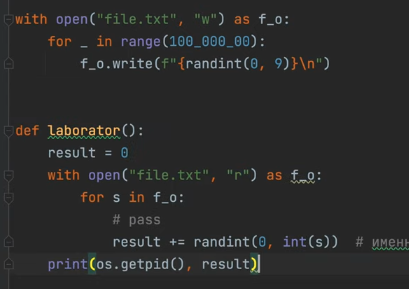 with open("file.txt", "w") as f_o:
    for _ in range(100_000_00):
        f_o.write(f"{randint(0, 9)}\n")
def laborator():
    result = 0
    with open("file.txt", "r") as f_o:
        for s in f_o:
            # pass
            result += randint(0, int(s))  # именн
    print(os.getpid(), result)